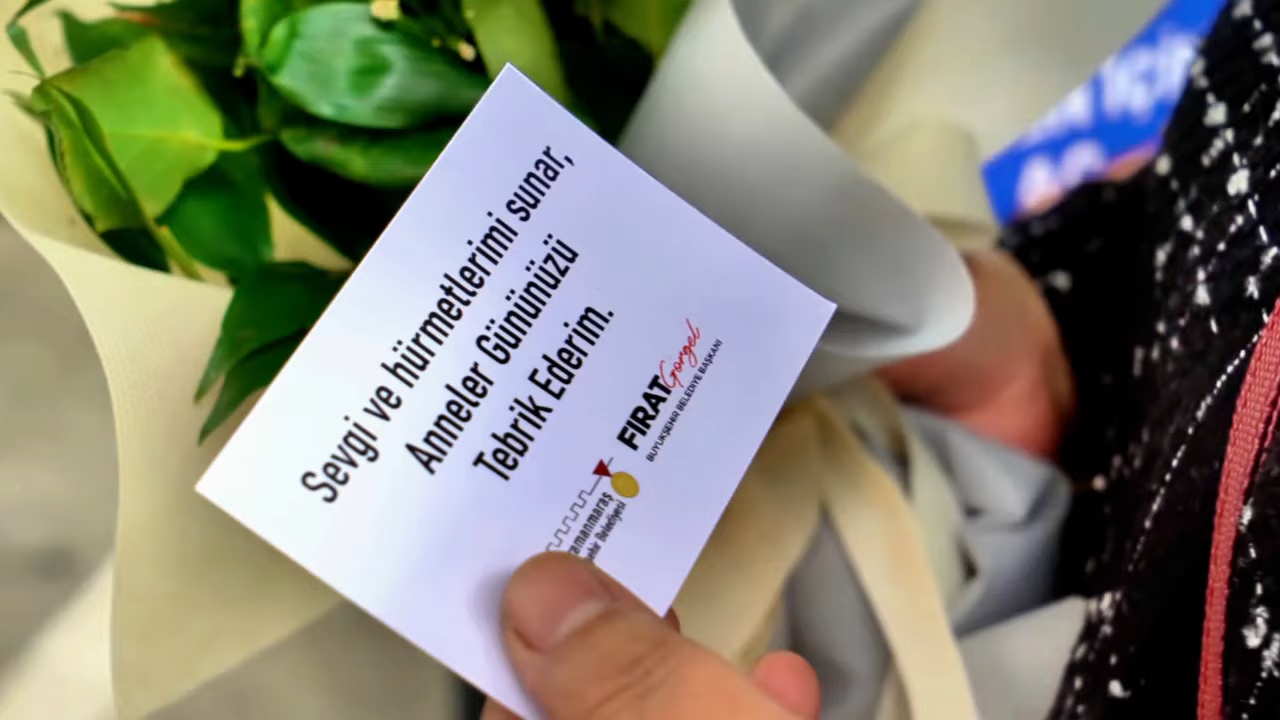 Sevgi ve hürmetlerimi sunar,
Anneler Gününüzü
Tebrik Ederim.
FIRAT Görgel
BÜYÜKŞEHİR BELEDİYE BAŞKANI